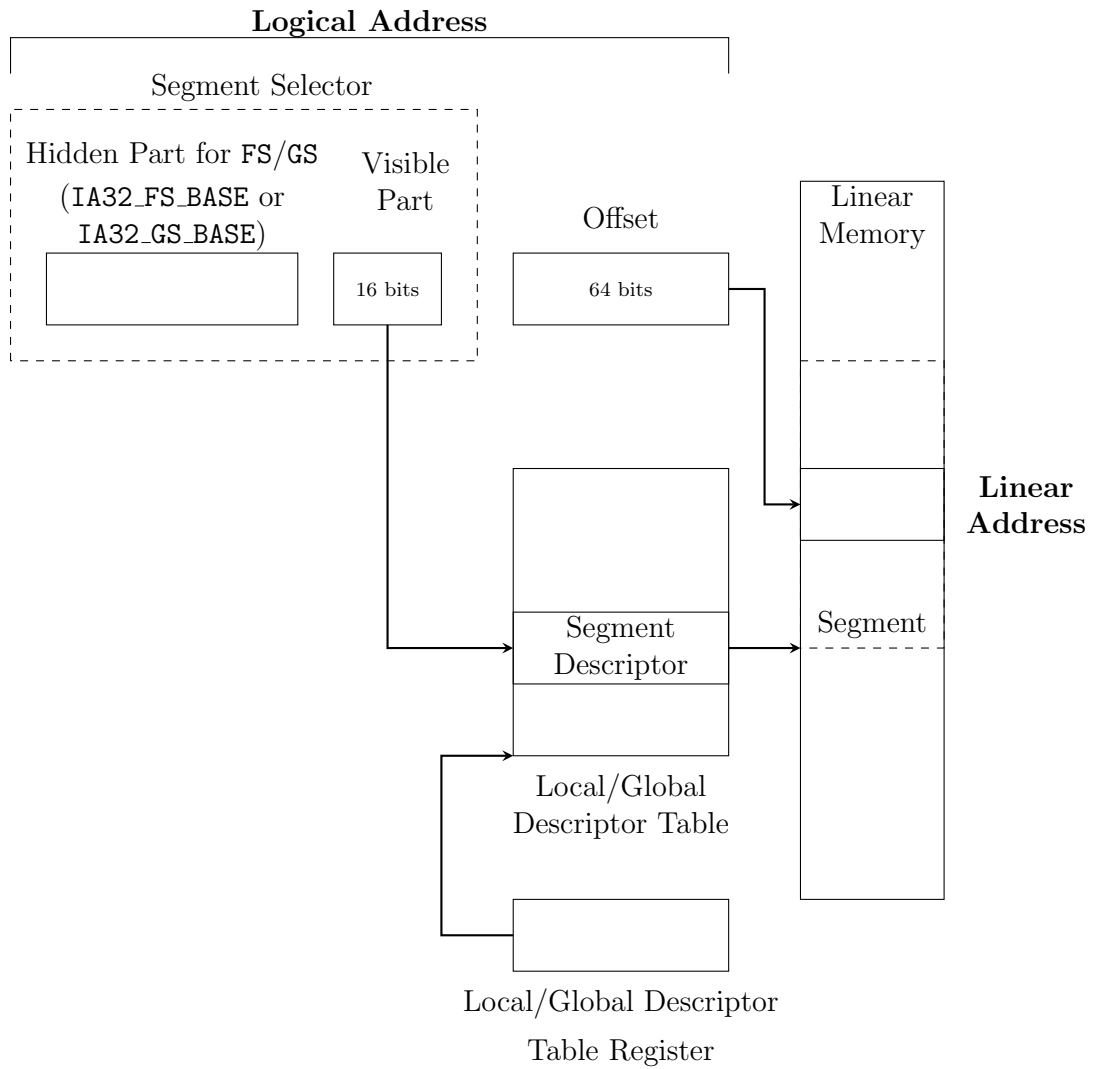 Logical Address
Segment Selector
Hidden Part for FS/GS
(IA32_FS_BASE or
IA32_GS_BASE)
Visible
Part
Offset
16 bits
64 bits
Linear
Memory
Linear
Address
Segment
Descriptor
Segment
Local/Global
Descriptor Table
Local/Global Descriptor
Table Register